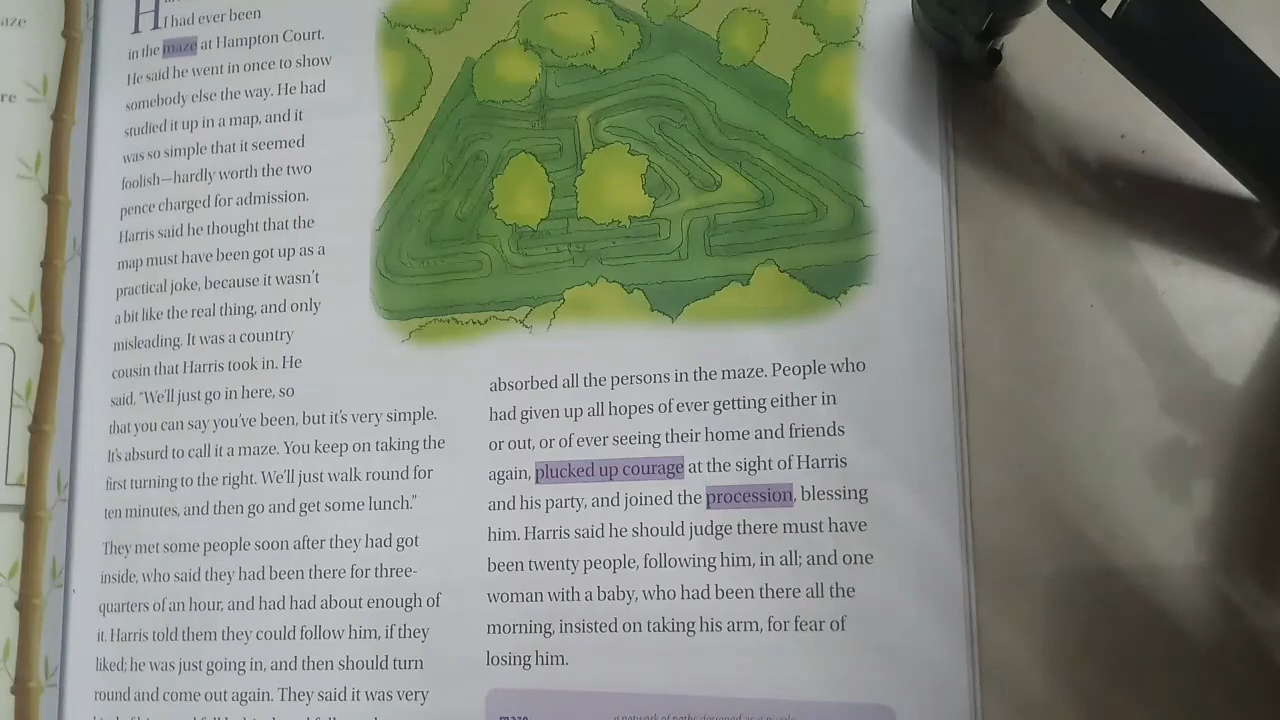 aze
re
H
I had ever been
in the maze at Hampton Court.
He said he went in once to show
somebody else the way. He had
studied it up in a map, and it
was so simple that it seemed
foolish—hardly worth the two
pence charged for admission.
Harris said he thought that the
map must have been got up as a
practical joke, because it wasn't
a bit like the real thing, and only
misleading. It was a country
cousin that Harris took in. He
said, "We'll just go in here, so
that you can say you've been, but it's very simple.
It's absurd to call it a maze. You keep on taking the
first turning to the right. We'll just walk round for
ten minutes, and then go and get some lunch."
They met some people soon after they had got
inside, who said they had been there for three-
quarters of an hour, and had had about enough of
it. Harris told them they could follow him, if they
liked; he was just going in, and then should turn
round and come out again. They said it was very
absorbed all the persons in the maze. People who
had given up all hopes of ever getting either in
or out, or of ever seeing their home and friends
again, plucked up courage at the sight of Harris
and his party, and joined the procession, blessing
him. Harris said he should judge there must have
been twenty people, following him, in all; and one
woman with a baby, who had been there all the
morning, insisted on taking his arm, for fear of
losing him.
maze a network of paths designed as a puzzle